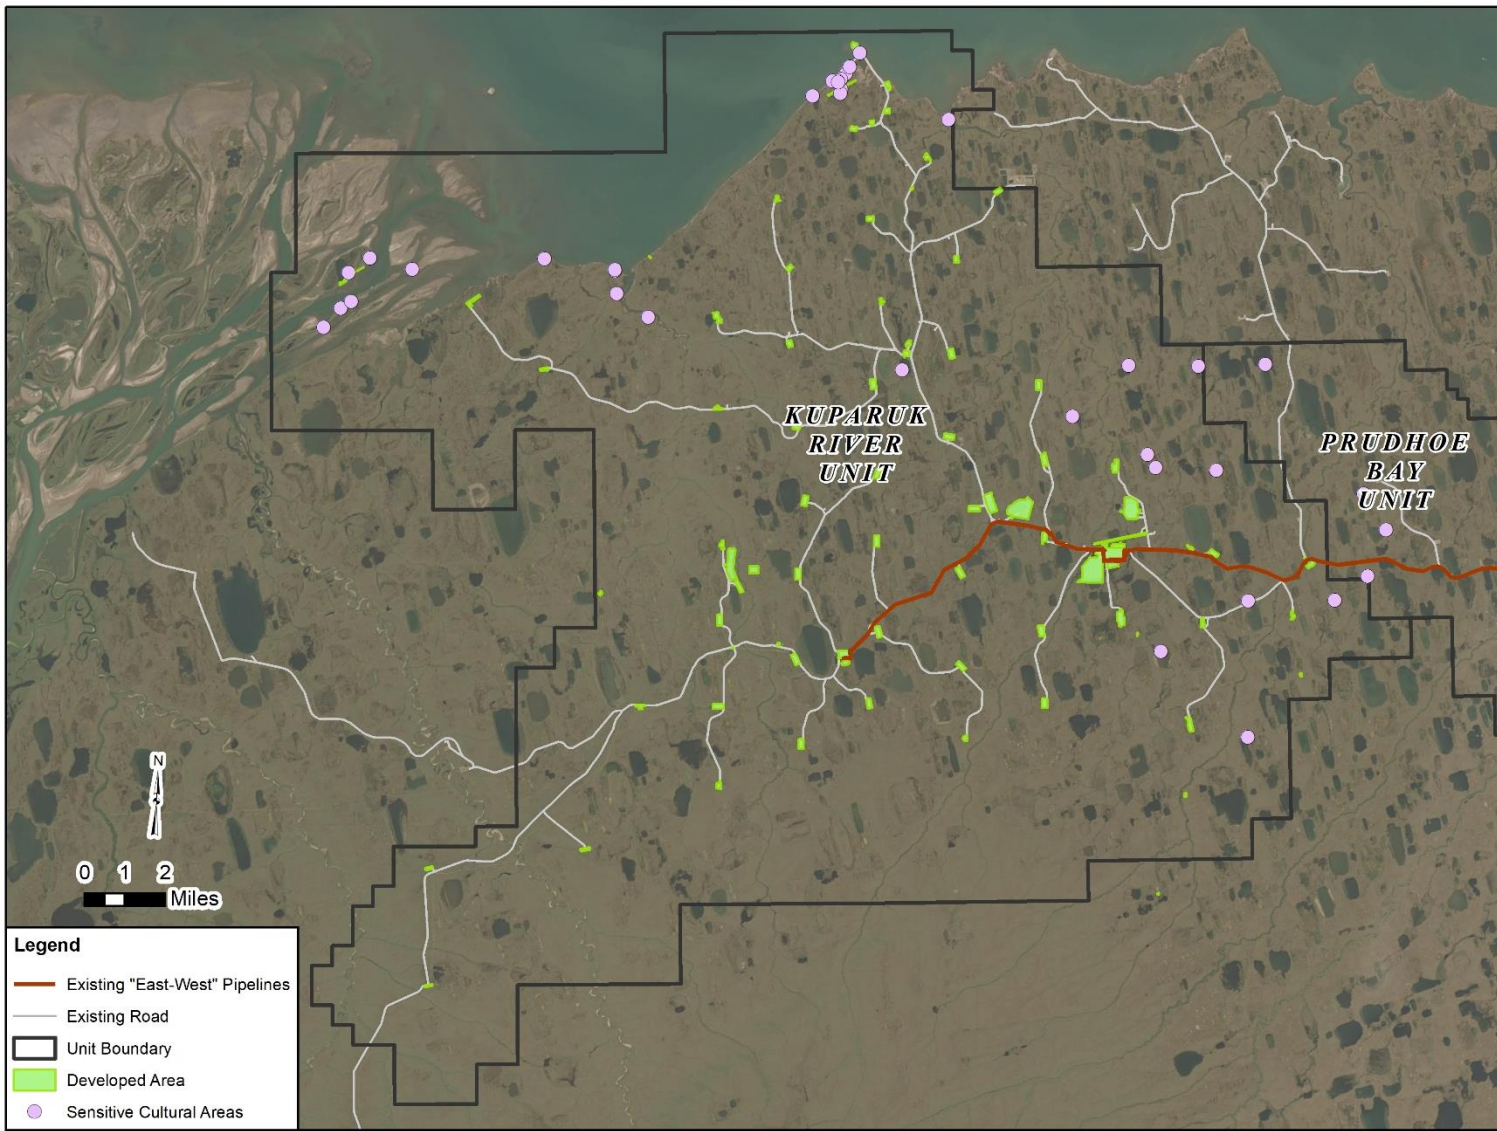 KUPARUK
RIVER
UNIT
PRUDHOE
BAY
UNIT
N
0 1 2
Miles
Legend
Existing "East-West" Pipelines
Existing Road
Unit Boundary
Developed Area
Sensitive Cultural Areas